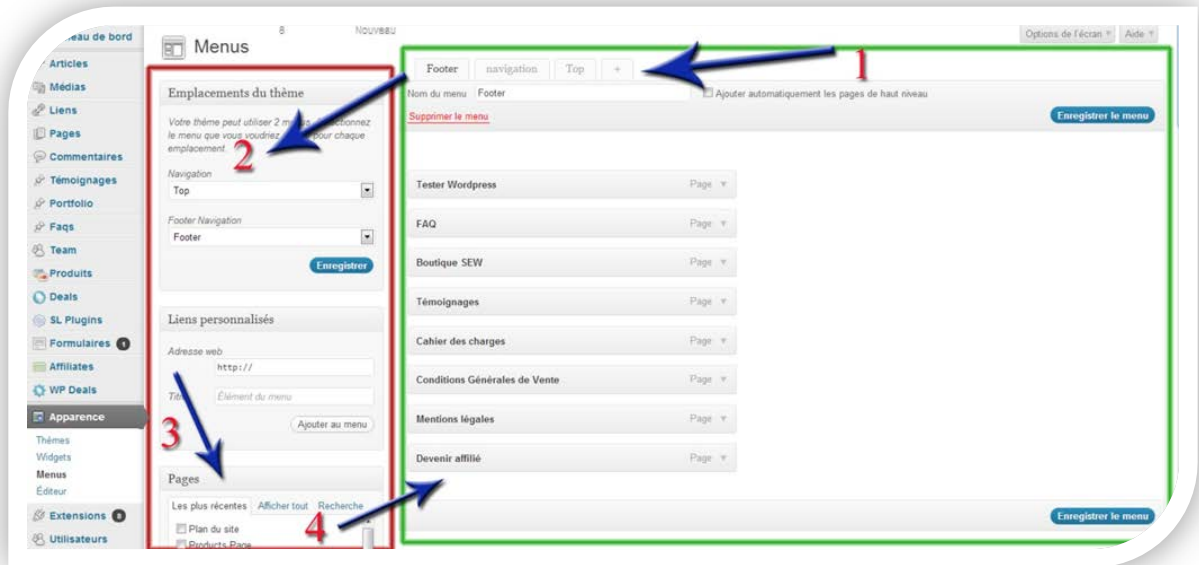 eau de bord
Articles
Médias
Liens
Pages
Commentaires
Témoignages
Portfolio
Faqs
Team
Produits
Deals
SL Plugins
Formulaires 1
Affiliates
WP Deals
Apparence
Thèmes
Widgets
Menus
Éditeur
Extensions
Utilisateurs
Nouveau
Menus
Options de l'écran
Aide
Emplacements du thème
Votre thème peut utiliser 2
le menu que vous voudriez pour chaque
emplacement.
2
Navigation
Top
Footer Navigation
Footer
Enregistrer
Liens personnalisés
Adresse web
http://
Élément du menu
Ajouter au menu
3
Pages
Les plus récentes Afficher tout Recherche
Plan du site
Products-Page
4
Footer navigation Top +
1
Nom du menu Footer
Ajouter automatiquement les pages de haut niveau
Supprimer le menu
Enregistrer le menu
Tester Wordpress Page
FAQ Page
Boutique SEW Page
Témoignages Page
Cahier des charges Page
Conditions Générales de Vente Page
Mentions légales Page
Devenir affilié Page
Enregistrer le menu